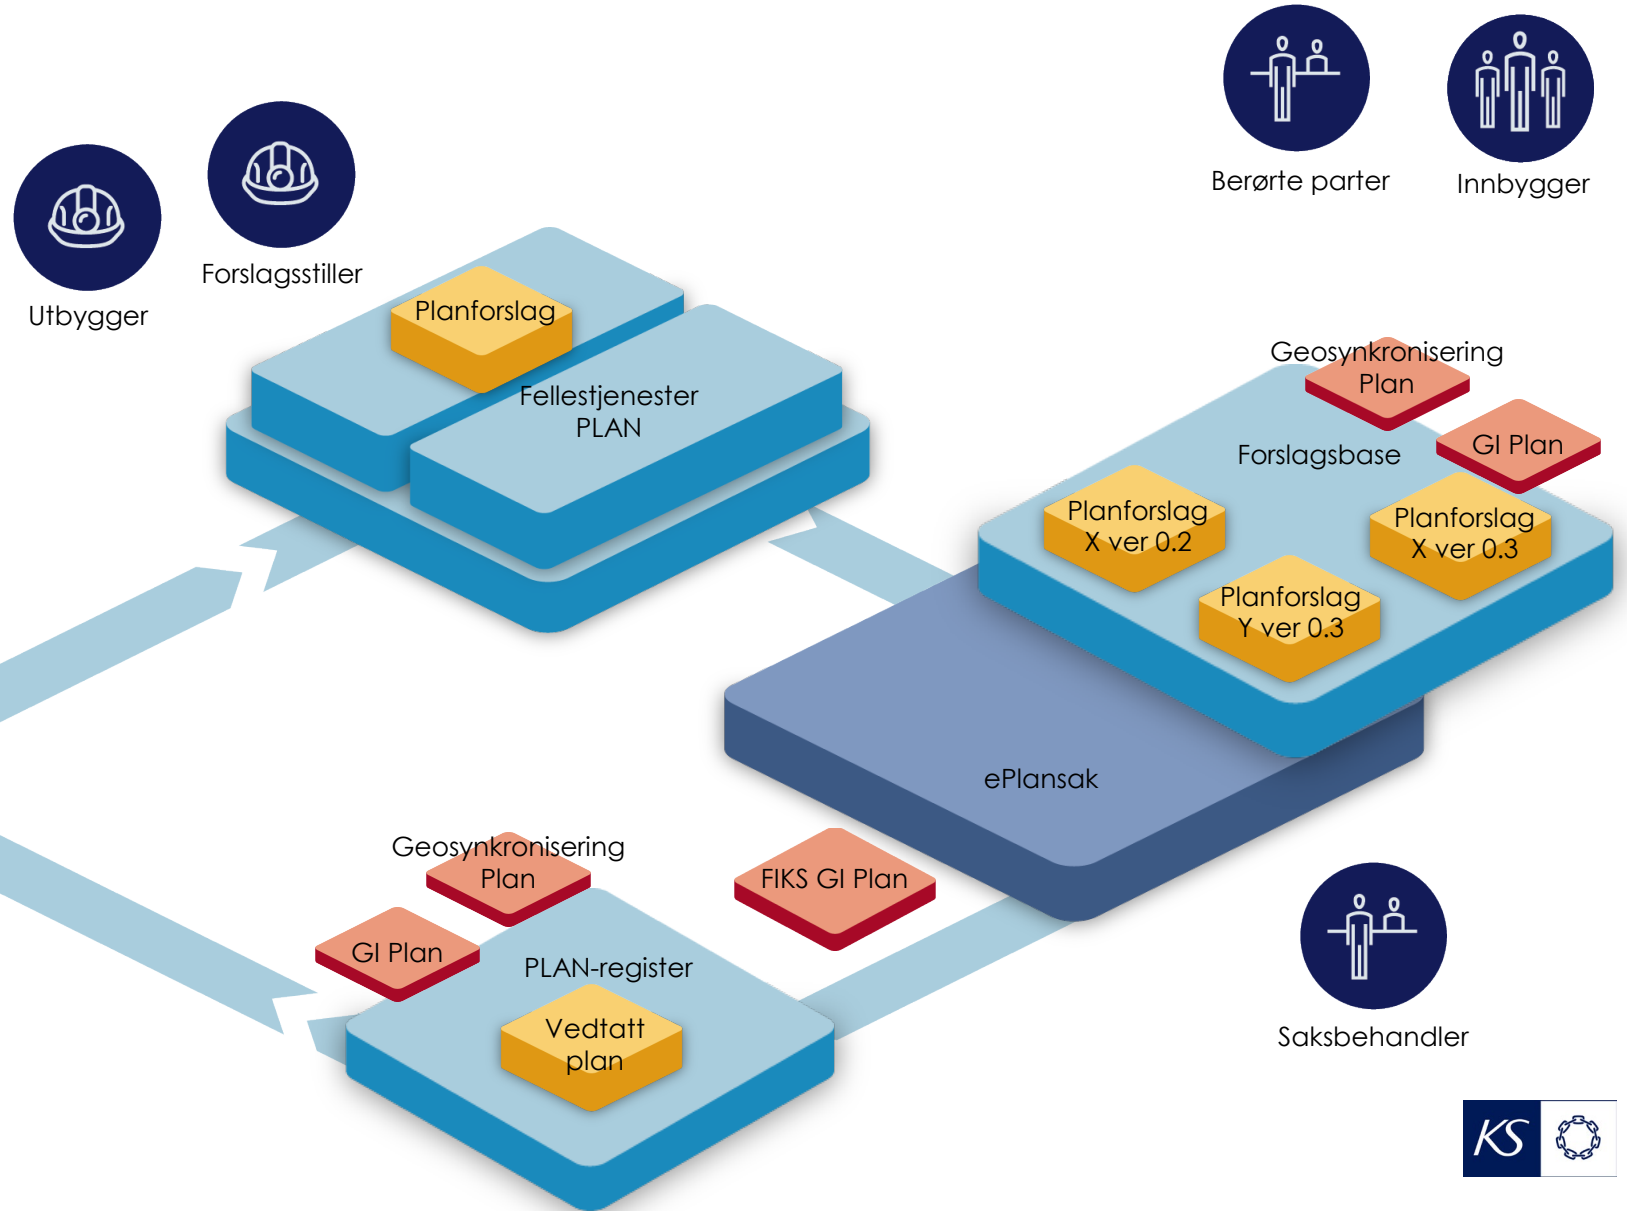 Berørte parter
Innbygger
Forslagsstiller
Utbygger
Planforslag
Fellestjenester
PLAN
Geosynkronisering
Plan
GI Plan
Forslagsbase
Planforslag
X ver 0.2
Planforslag
X ver 0.3
Planforslag
Y ver 0.3
ePlansak
Geosynkronisering
Plan
FIKS GI Plan
GI Plan
PLAN-register
Vedtatt
plan
Saksbehandler
KS